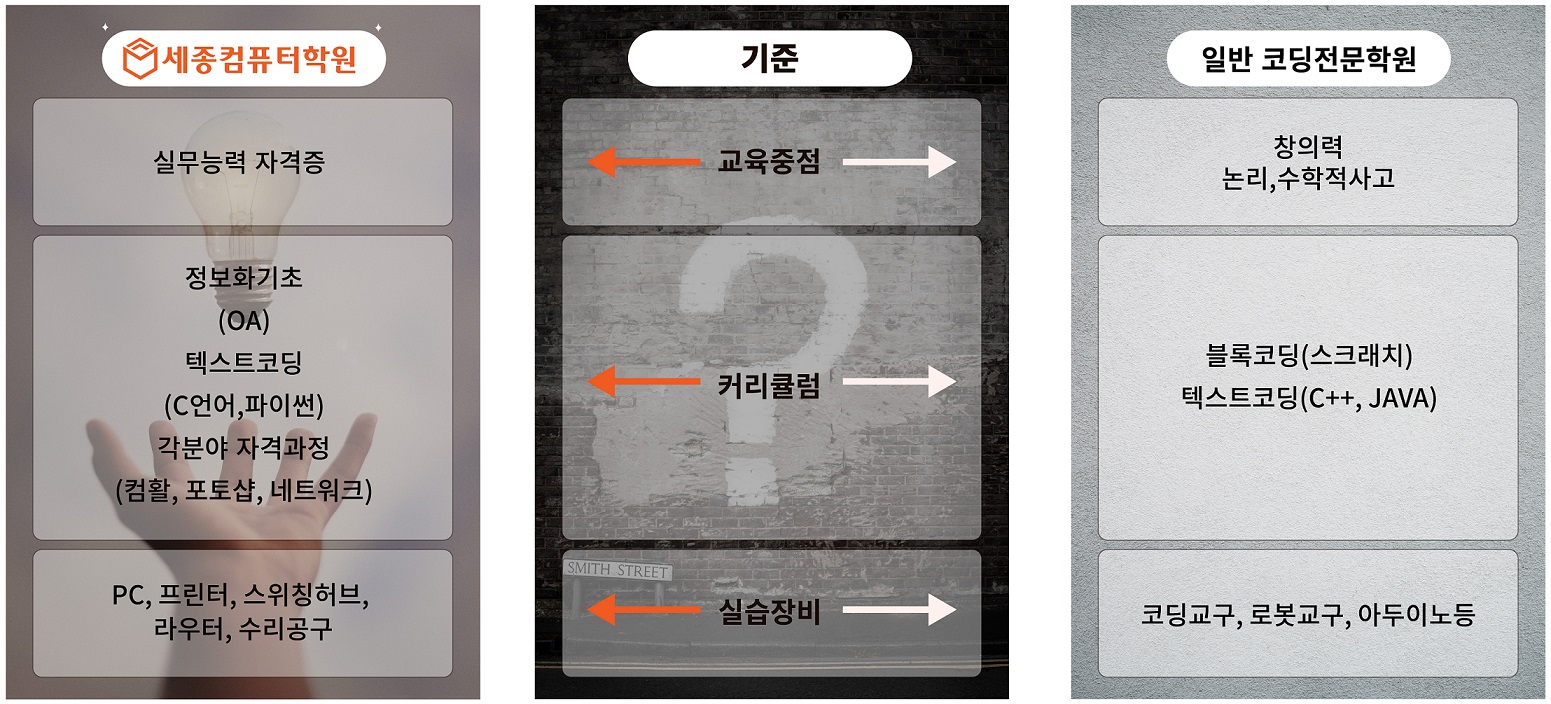 세종컴퓨터학원
실무능력 자격증
정보화기초
(OA)
텍스트코딩
(C언어,파이썬)
각분야 자격과정
(컴활, 포토샵, 네트워크)
PC, 프린터, 스위칭허브,
라우터, 수리공구
기준
교육중점
커리큘럼
SMITH STREET
실습장비
일반 코딩전문학원
창의력
논리,수학적사고
블록코딩(스크래치)
텍스트코딩(C++, JAVA)
코딩교구, 로봇교구, 아두이노등